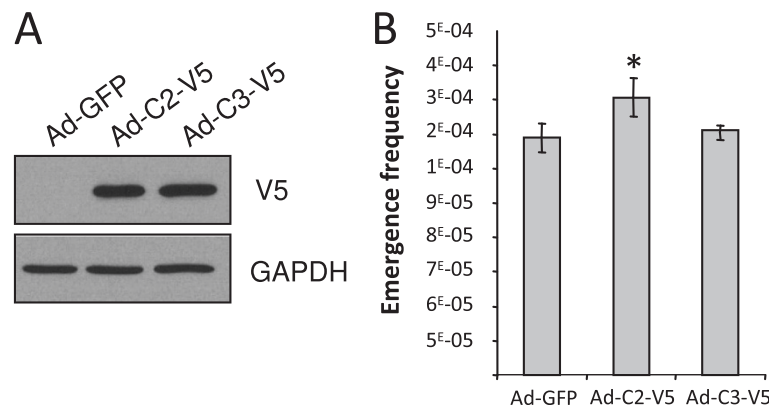 A
Ad-GFP
Ad-C2-V5
Ad-C3-V5
V5
GAPDH
B
Emergence frequency
5E-04
4E-04
3E-04
2E-04
1E-04
9E-05
8E-05
7E-05
6E-05
5E-05
*
Ad-GFP Ad-C2-V5 Ad-C3-V5